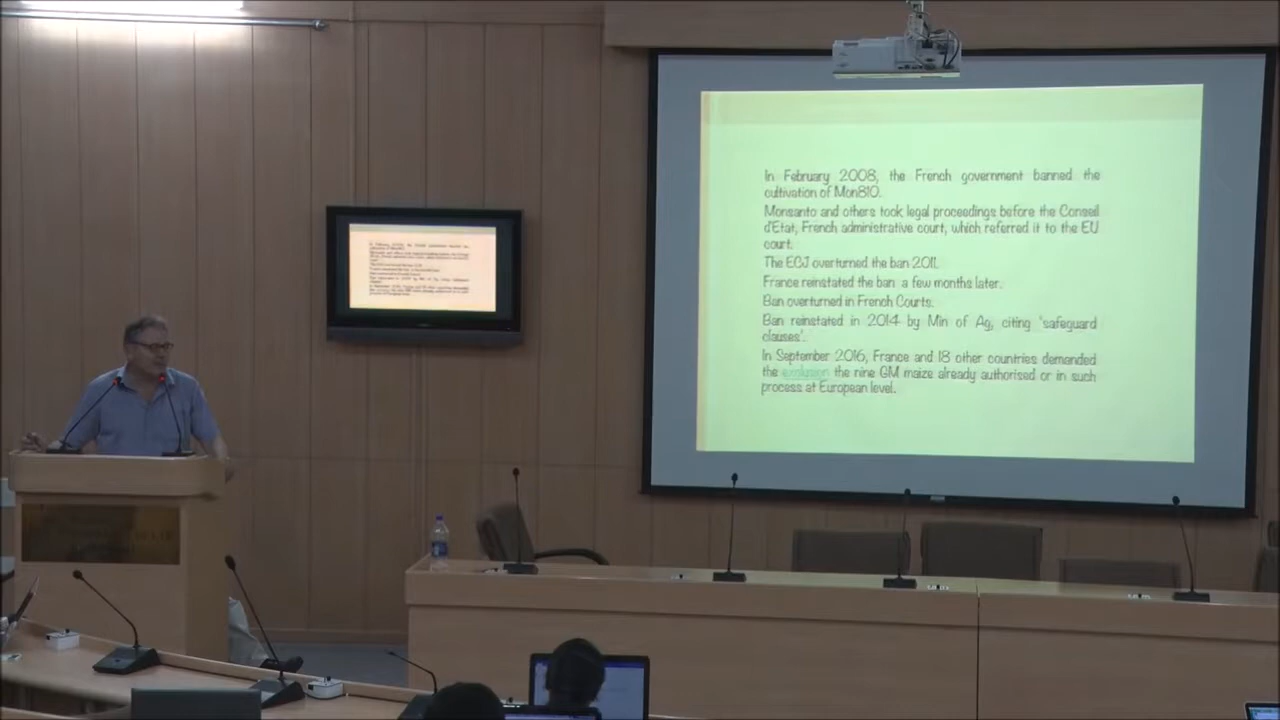 In February 2008, the French government banned the
cultivation of Mon810.
Monsanto and others took legal proceedings before the Conseil
d'Etat, French administrative court, which referred it to the EU
court.
The ECJ overturned the ban 2011.
France reinstated the ban a few months later.
Ban overturned in French Courts.
Ban reinstated in 2014 by Min of Ag, citing 'safeguard
clauses'.
In September 2016, France and 18 other countries demanded
the exclusion the nine GM maize already authorised or in such
process at European level.